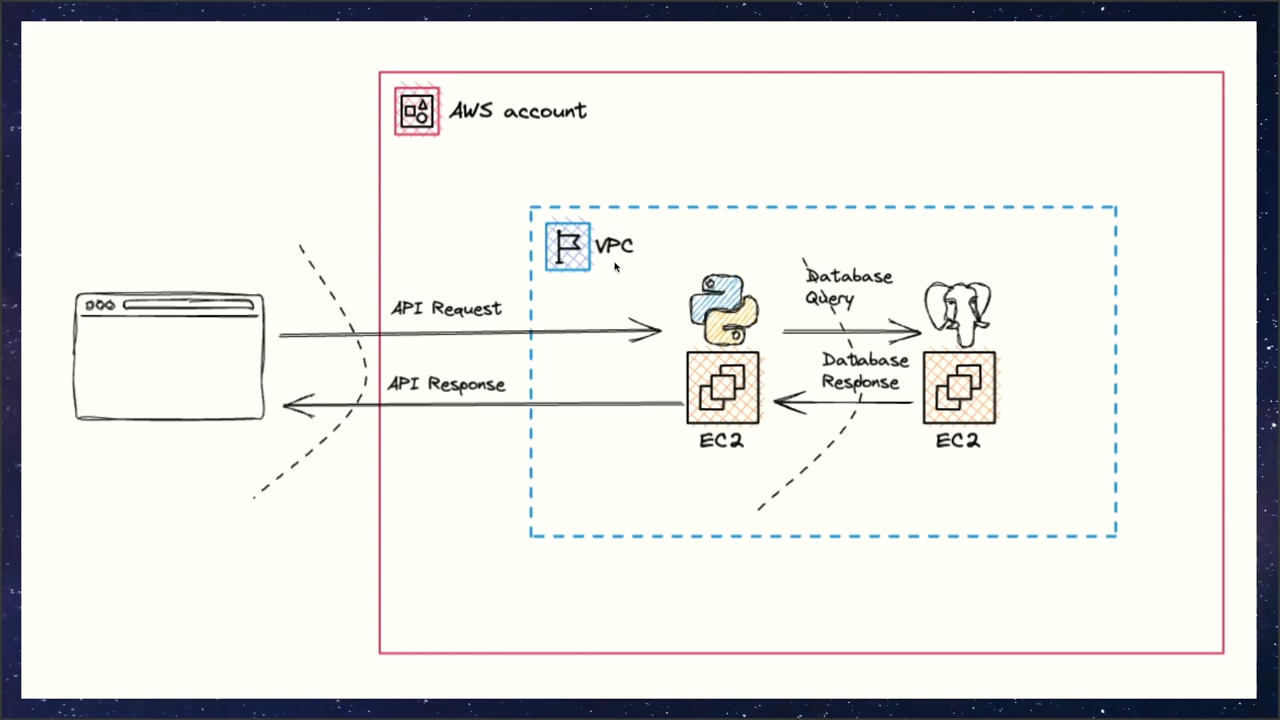 AWS account
VPC
API Request
API Response
Database
Query
Database
Response
EC2
EC2